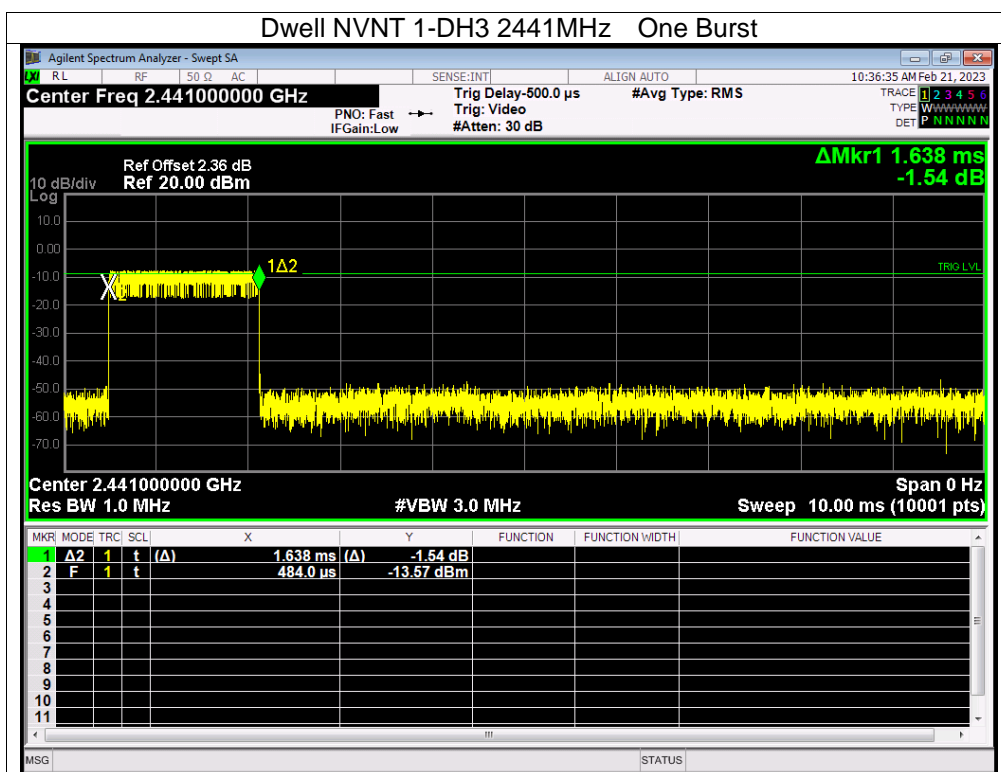 Dwell NVNT 1-DH3 2441MHz One Burst
Agilent Spectrum Analyzer - Swept SA
LXI RL RF 50 Ω AC SENSE:INT ALIGN AUTO 10:36:35 AM Feb 21, 2023
Center Freq 2.441000000 GHz Trig Delay-500.0 µs #Avg Type: RMS TRACE 1 2 3 4 5 6
PNO: Fast Trig: Video TYPE WWWWWW
IFGain:Low #Atten: 30 dB DET P N N N N N
ΔMkr1 1.638 ms
-1.54 dB
Ref Offset 2.36 dB
10 dB/div Ref 20.00 dBm
Log
10.0
0.00
1Δ2
TRIG LVL
-10.0
X2
-20.0
-30.0
-40.0
-50.0
-60.0
-70.0
Center 2.441000000 GHz Span 0 Hz
Res BW 1.0 MHz #VBW 3.0 MHz Sweep 10.00 ms (10001 pts)
MKR MODE TRC SCL X Y FUNCTION FUNCTION WIDTH FUNCTION VALUE
1 Δ2 1 t (Δ) 1.638 ms (Δ) -1.54 dB
2 F 1 t 484.0 µs -13.57 dBm
3
4
5
6
7
8
9
10
11
MSG STATUS